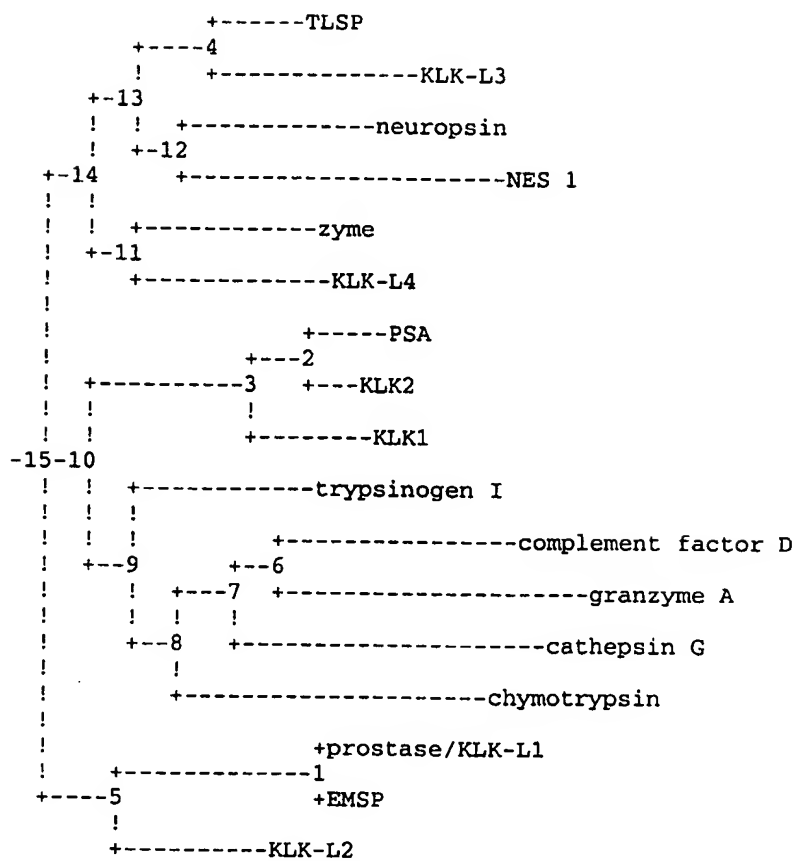 +------TLSP
+----4
! +-------------KLK-L3
+-13
! ! +------------neuropsin
! +-12
+-14 +--------------------NES 1
! !
! ! +------------zyme
! +-11
! +-------------KLK-L4
!
! +-----PSA
! +---2
! +----------3 +---KLK2
! ! !
! ! +--------KLK1
-15-10
! ! +-----------trypsinogen I
! ! !
! ! ! +---------------complement factor D
! +--9 +--6
! ! +---7 +--------------------granzyme A
! ! ! !
! +--8 +--------------------cathepsin G
! !
! +--------------------chymotrypsin
!
! +prostase/KLK-L1
! +------------1
+----5 +EMSP
!
+----------KLK-L2